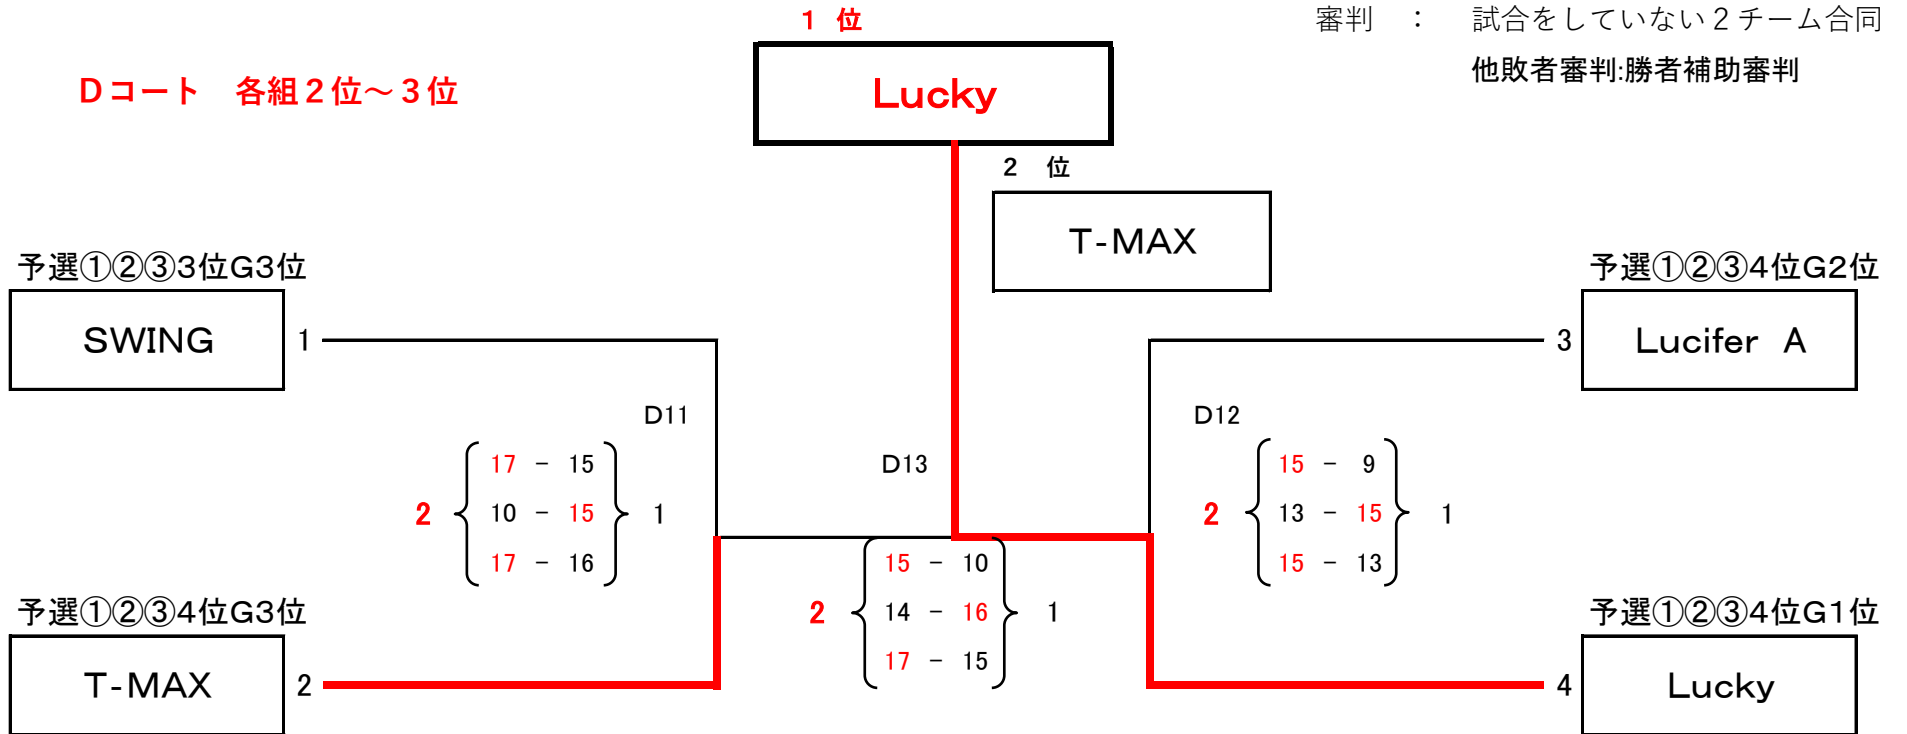 1 位
審判 ： 試合をしていない２チーム合同
他敗者審判:勝者補助審判
Dコート 各組２位～３位
Lucky
2 位
T-MAX
予選①②③3位G3位
予選①②③4位G2位
SWING 1
3 Lucifer A
D11
D12
17 - 15
D13
15 - 9
2 10 - 15 1
2 13 - 15 1
17 - 16
15 - 13
15 - 10
予選①②③4位G3位
2 14 - 16 1
予選①②③4位G1位
17 - 15
T-MAX 2
4 Lucky